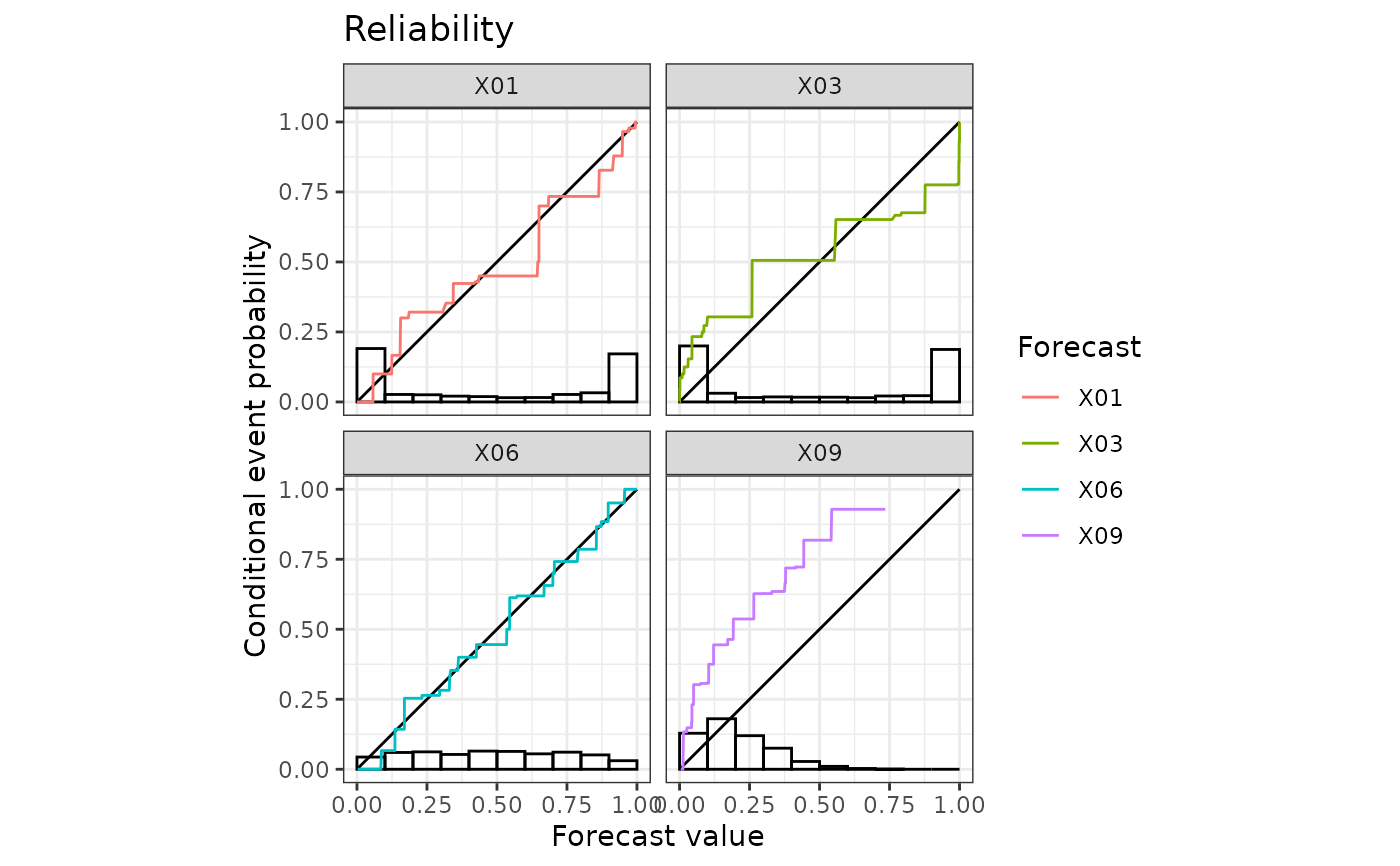 Reliability
X01 X03
1.00
0.75
0.50
0.25
0.00
X06 X09
1.00
0.75
0.50
0.25
0.00
0.00 0.25 0.50 0.75 1.00 0.00 0.25 0.50 0.75 1.00
Forecast value
Conditional event probability
Forecast
X01
X03
X06
X09